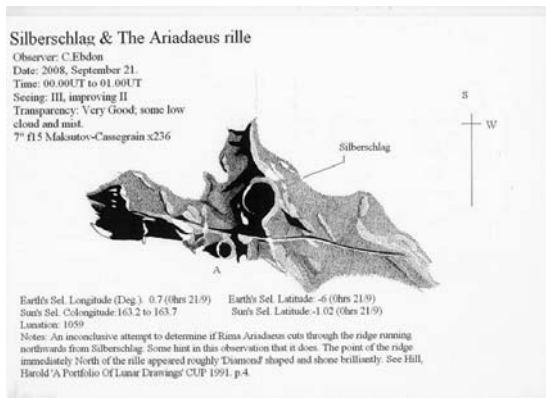 Silberschlag & The Ariadaeus rille
Observer: C.Ebdon
Date: 2008, September 21.
Time: 00.00UT to 01.00UT
Seeing: III, improving II
Transparency: Very Good; some low
cloud and mist.
7" f15 Maksutov-Cassegrain x236
S
W
Silberschlag
A
Earth's Sel. Longitude (Deg.). 0.7 (0hrs 21/9) Earth's Sel. Latitude: -6 (0hrs 21/9)
Sun's Sel. Colongitude:163.2 to 163.7 Sun's Sel. Latitude:-1.02 (0hrs 21/9)
Lunation: 1059
Notes: An inconclusive attempt to determine if Rima Ariadaeus cuts through the ridge running
northwards from Silberschlag. Some hint in this observation that it does. The point of the ridge
immediately North of the rille appeared roughly 'Diamond' shaped and shone brilliantly. See Hill,
Harold 'A Portfolio Of Lunar Drawings' CUP 1991. p.4.